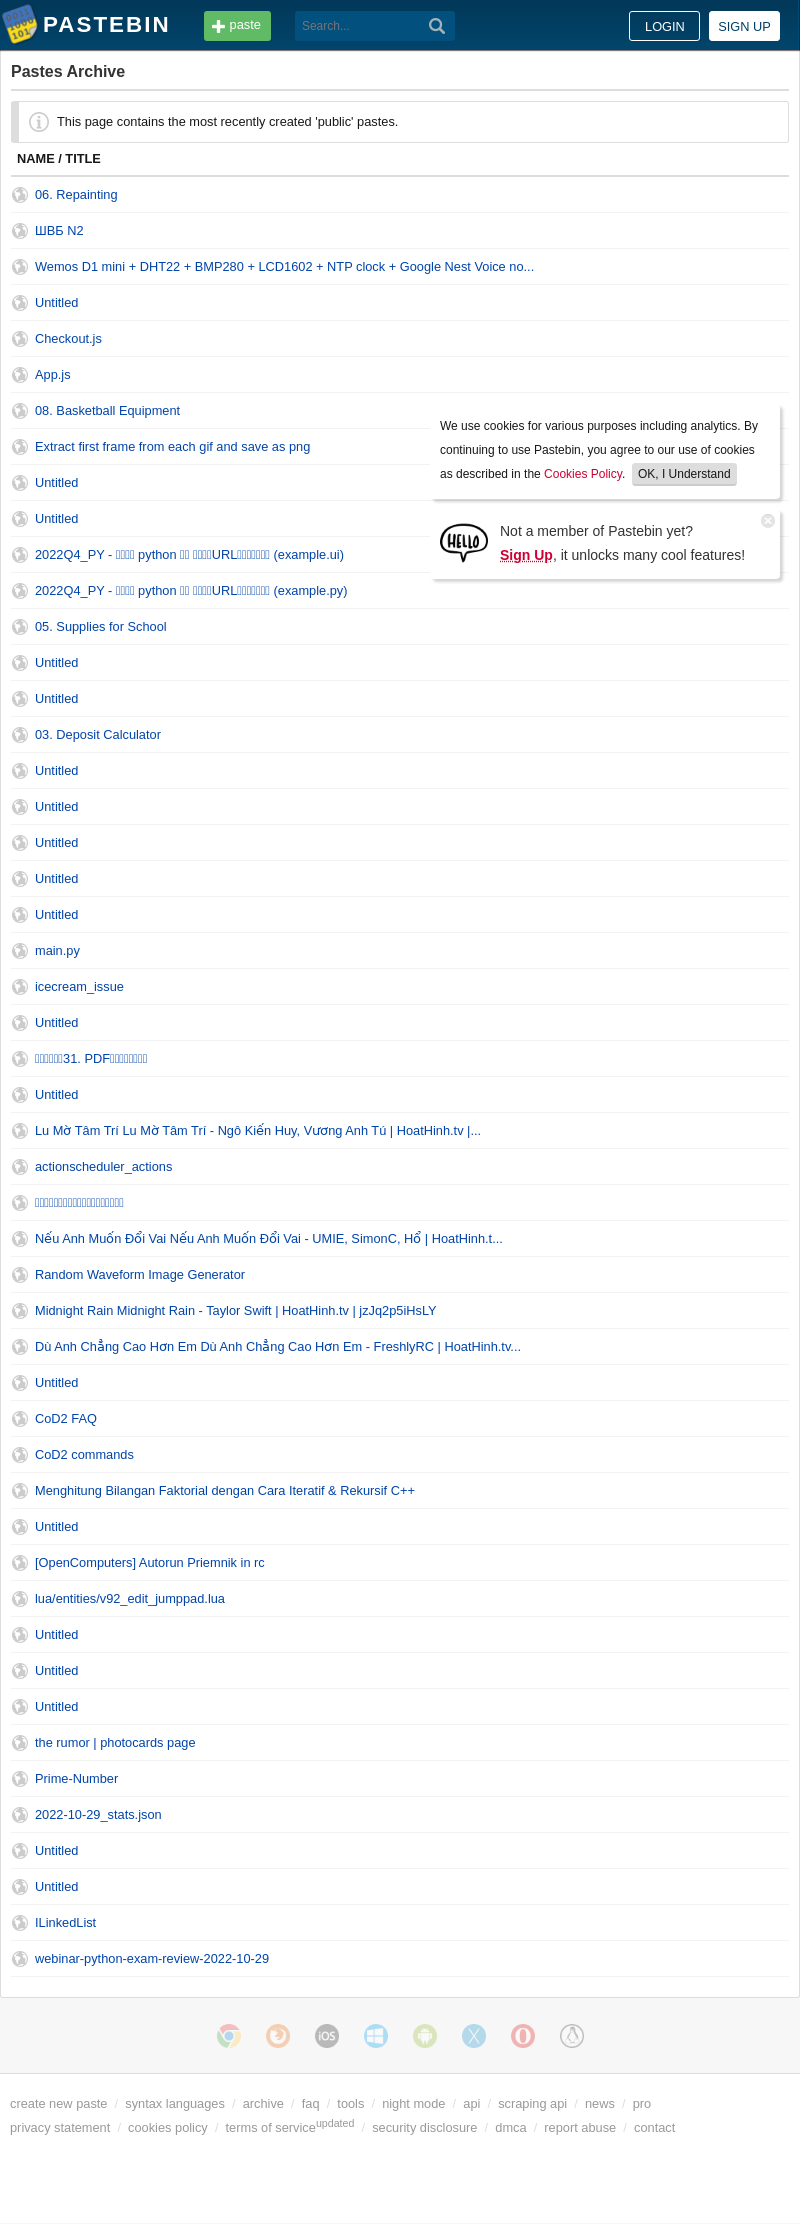 PASTEBIN
paste
Search...
LOGIN
SIGN UP
Pastes Archive
This page contains the most recently created 'public' pastes.
NAME / TITLE
06. Repainting
ШВБ N2
Wemos D1 mini + DHT22 + BMP280 + LCD1602 + NTP clock + Google Nest Voice no...
Untitled
Checkout.js
App.js
08. Basketball Equipment
Extract first frame from each gif and save as png
Untitled
Untitled
2022Q4_PY - python URL (example.ui)
2022Q4_PY - python URL (example.py)
We use cookies for various purposes including analytics. By
continuing to use Pastebin, you agree to our use of cookies
as described in the Cookies Policy. OK, I Understand
HELLO
Not a member of Pastebin yet?
Sign Up, it unlocks many cool features!
05. Supplies for School
Untitled
Untitled
03. Deposit Calculator
Untitled
Untitled
Untitled
Untitled
Untitled
main.py
icecream_issue
Untitled
31. PDF
Untitled
Lu Mờ Tâm Trí Lu Mờ Tâm Trí - Ngô Kiến Huy, Vương Anh Tú | HoatHinh.tv |...
actionscheduler_actions
Nếu Anh Muốn Đổi Vai Nếu Anh Muốn Đổi Vai - UMIE, SimonC, Hổ | HoatHinh.t...
Random Waveform Image Generator
Midnight Rain Midnight Rain - Taylor Swift | HoatHinh.tv | jzJq2p5iHsLY
Dù Anh Chẳng Cao Hơn Em Dù Anh Chẳng Cao Hơn Em - FreshlyRC | HoatHinh.tv...
Untitled
CoD2 FAQ
CoD2 commands
Menghitung Bilangan Faktorial dengan Cara Iteratif & Rekursif C++
Untitled
[OpenComputers] Autorun Priemnik in rc
lua/entities/v92_edit_jumppad.lua
Untitled
Untitled
Untitled
the rumor | photocards page
Prime-Number
2022-10-29_stats.json
Untitled
Untitled
ILinkedList
webinar-python-exam-review-2022-10-29
iOS
create new paste / syntax languages / archive / faq / tools / night mode / api / scraping api / news / pro
privacy statement / cookies policy / terms of service updated / security disclosure / dmca / report abuse / contact